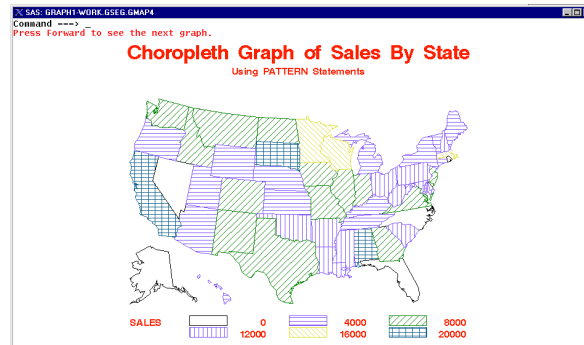 SAS: GRAPH1-WORK.GSEG.GMAP4
Command ===> _
Press Forward to see the next graph.
Choropleth Graph of Sales By State
Using PATTERN Statements
SALES 0 4000 8000
12000 16000 20000